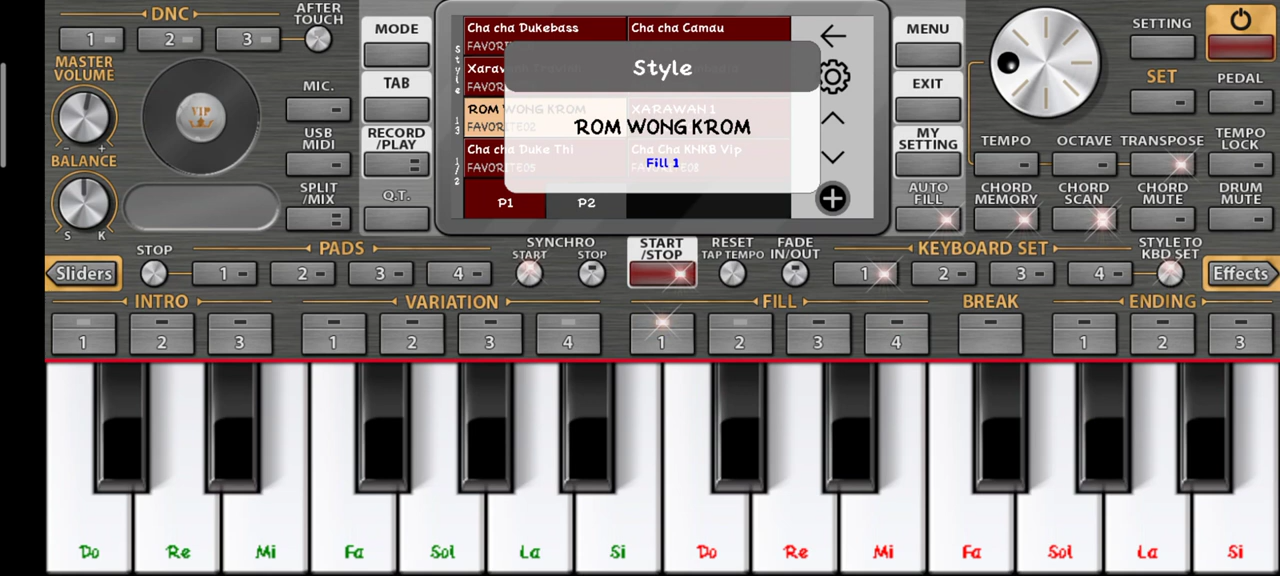 DNC
1 2 3
AFTER TOUCH
MASTER VOLUME
- +
BALANCE
S K
VIP
MIC.
USB MIDI
SPLIT /MIX
MODE
TAB
RECORD /PLAY
Q.T.
Style
Cha cha Dukebass
Cha cha Camau
Style
ROM WONG KROM
FAVORITE02
XARAWAN 1
ROM WONG KROM
Cha cha Duke Thi
FAVORITE05
Cha Cha KNKB Vip
Fill 1
P1 P2
MENU
EXIT
MY SETTING
AUTO FILL
SETTING
SET
PEDAL
TEMPO
OCTAVE
TRANSPOSE
TEMPO LOCK
CHORD MEMORY
CHORD SCAN
CHORD MUTE
DRUM MUTE
Sliders
STOP
PADS
1 2 3 4
SYNCHRO
START STOP
START /STOP
RESET
TAP TEMPO
FADE IN/OUT
KEYBOARD SET
1 2 3 4
STYLE TO KBD SET
Effects
INTRO
1 2 3
VARIATION
1 2 3 4
FILL
1 2 3 4
BREAK
ENDING
1 2 3
Do Re Mi Fa Sol La Si Do Re Mi Fa Sol La Si